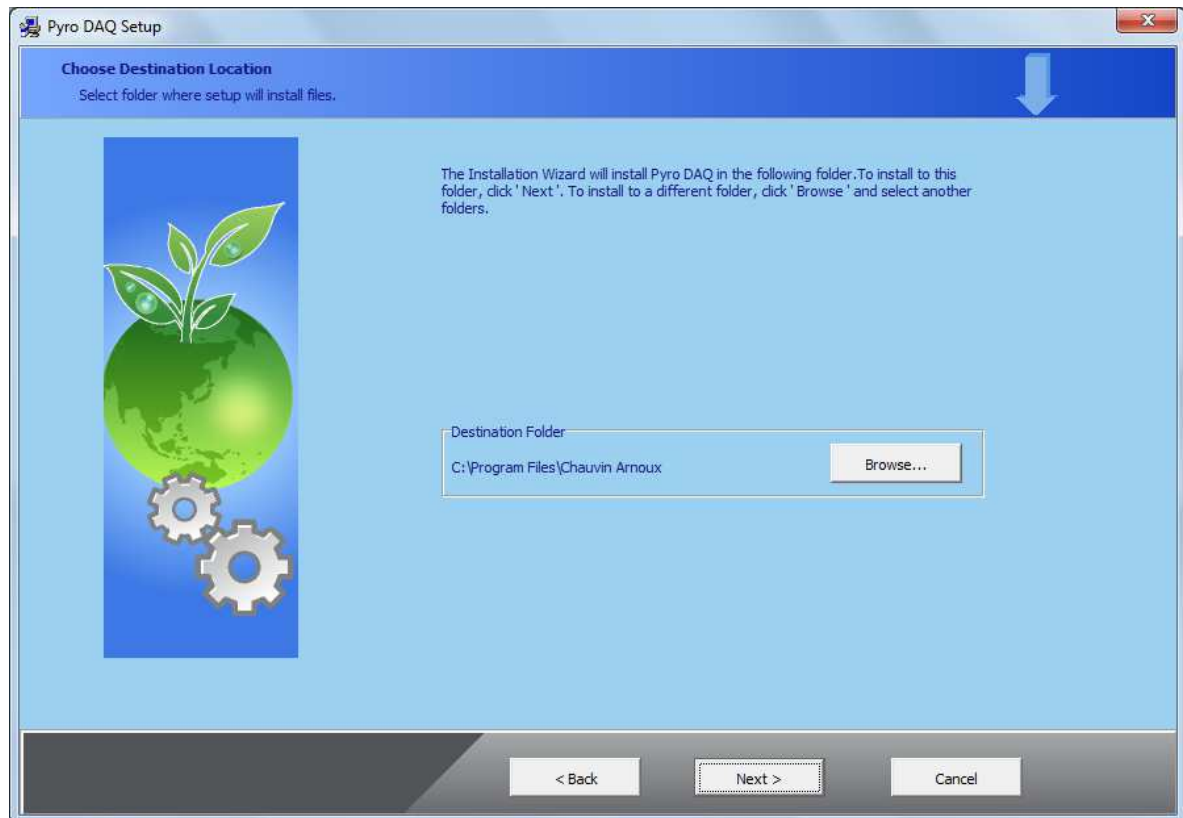 Pyro DAQ Setup
Choose Destination Location
Select folder where setup will install files.
The Installation Wizard will install Pyro DAQ in the following folder.To install to this
folder, click ' Next '. To install to a different folder, click ' Browse ' and select another
folders.
Destination Folder
C:\Program Files\Chauvin Arnoux
Browse...
< Back
Next >
Cancel